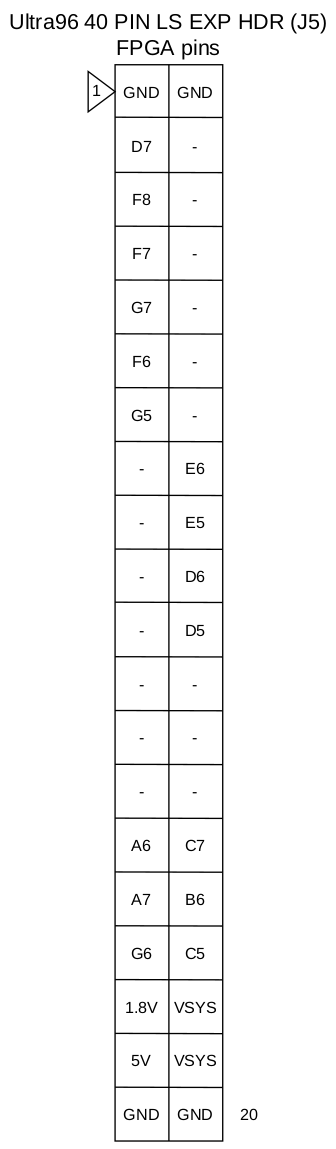 Ultra96 40 PIN LS EXP HDR (J5)
FPGA pins
1 GND GND
D7 -
F8 -
F7 -
G7 -
F6 -
G5 -
- E6
- E5
- D6
- D5
- -
- -
- -
A6 C7
A7 B6
G6 C5
1.8V VSYS
5V VSYS
GND GND 20